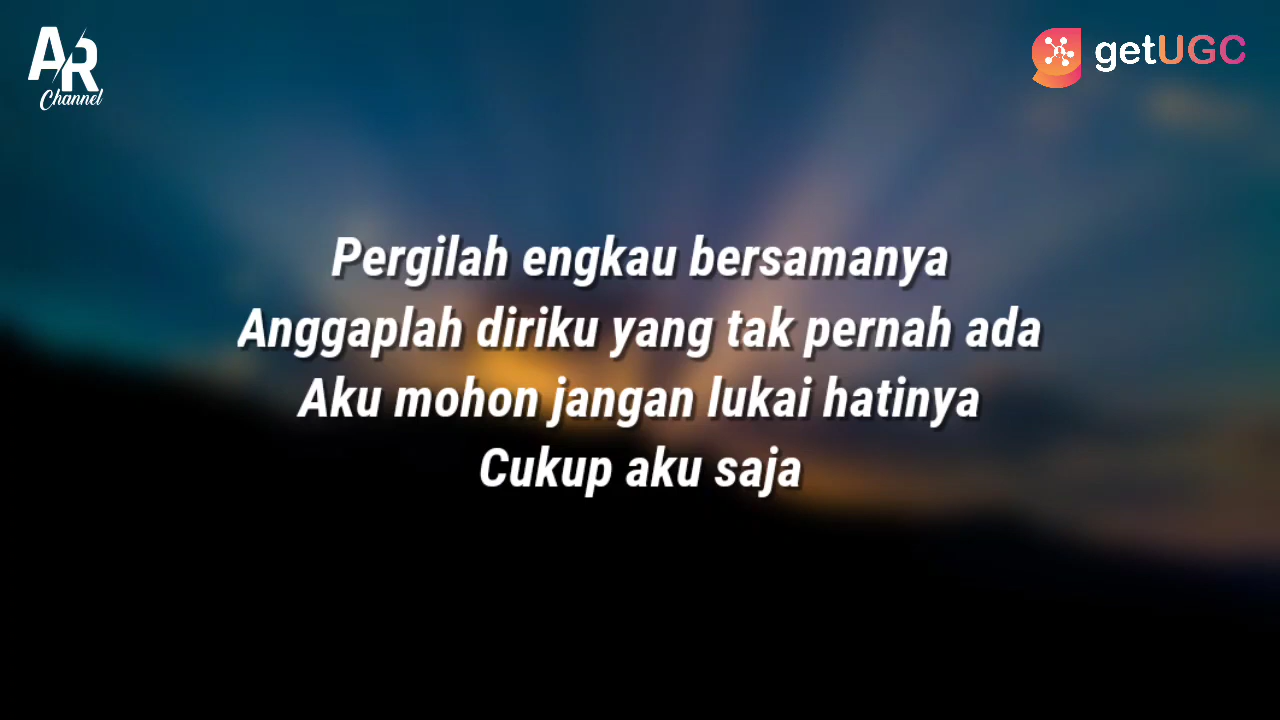 AR
Channel
getUGC
Pergilah engkau bersamanya
Anggaplah diriku yang tak pernah ada
Aku mohon jangan lukai hatinya
Cukup aku saja